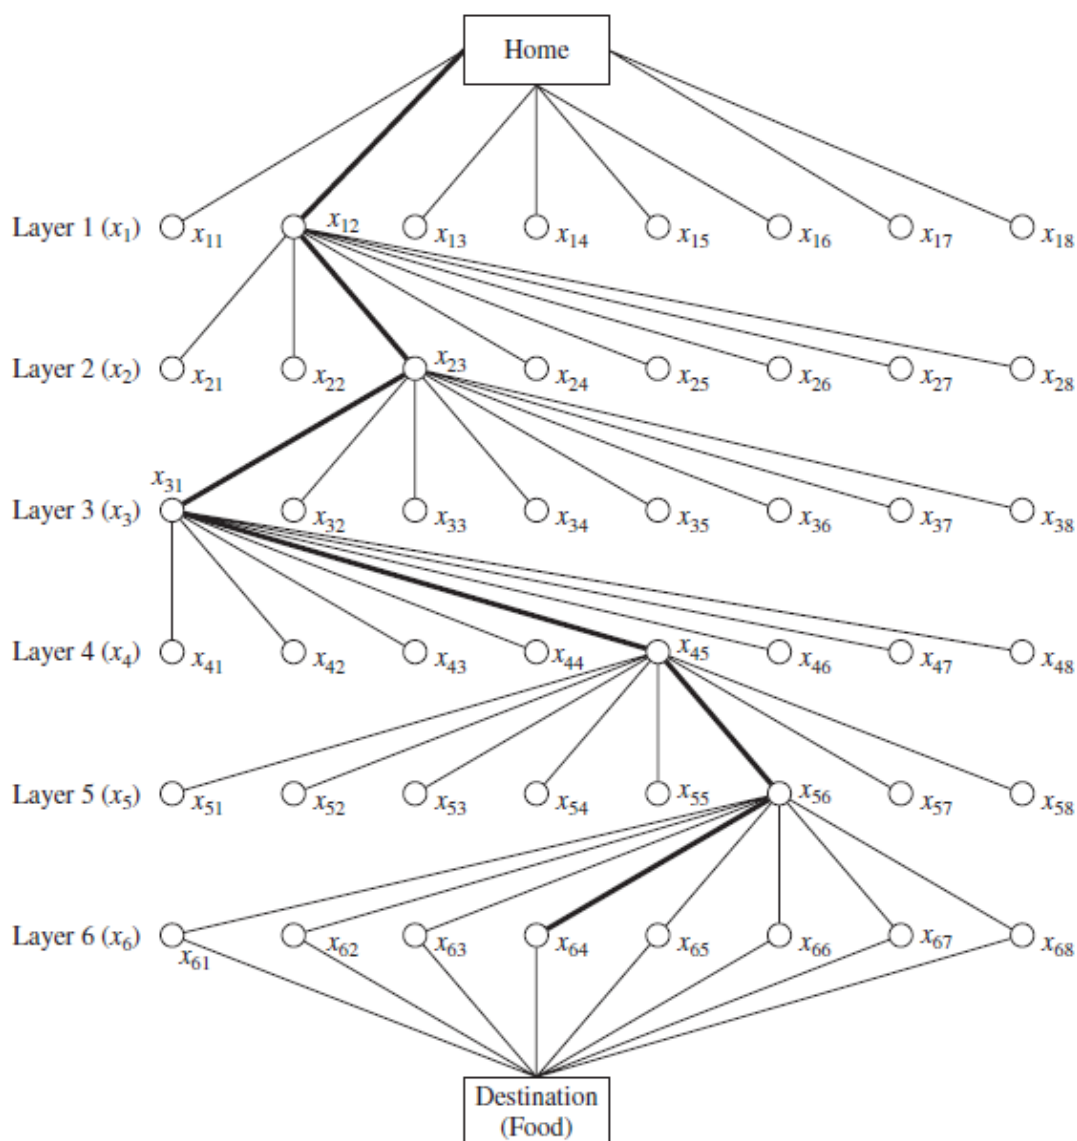 Home
Layer 1 (x₁)
x₁₁ x₁₂ x₁₃ x₁₄ x₁₅ x₁₆ x₁₇ x₁₈
Layer 2 (x₂)
x₂₁ x₂₂ x₂₃ x₂₄ x₂₅ x₂₆ x₂₇ x₂₈
Layer 3 (x₃)
x₃₁ x₃₂ x₃₃ x₃₄ x₃₅ x₃₆ x₃₇ x₃₈
Layer 4 (x₄)
x₄₁ x₄₂ x₄₃ x₄₄ x₄₅ x₄₆ x₄₇ x₄₈
Layer 5 (x₅)
x₅₁ x₅₂ x₅₃ x₅₄ x₅₅ x₅₆ x₅₇ x₅₈
Layer 6 (x₆)
x₆₁ x₆₂ x₆₃ x₆₄ x₆₅ x₆₆ x₆₇ x₆₈
Destination
(Food)